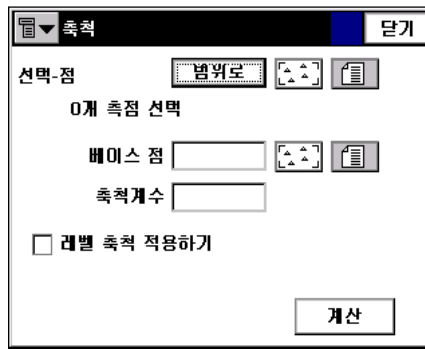 축척 닫기
선택-점 범위로
0개 측점 선택
베이스 점
축척계수
레벨 축척 적용하기
계산